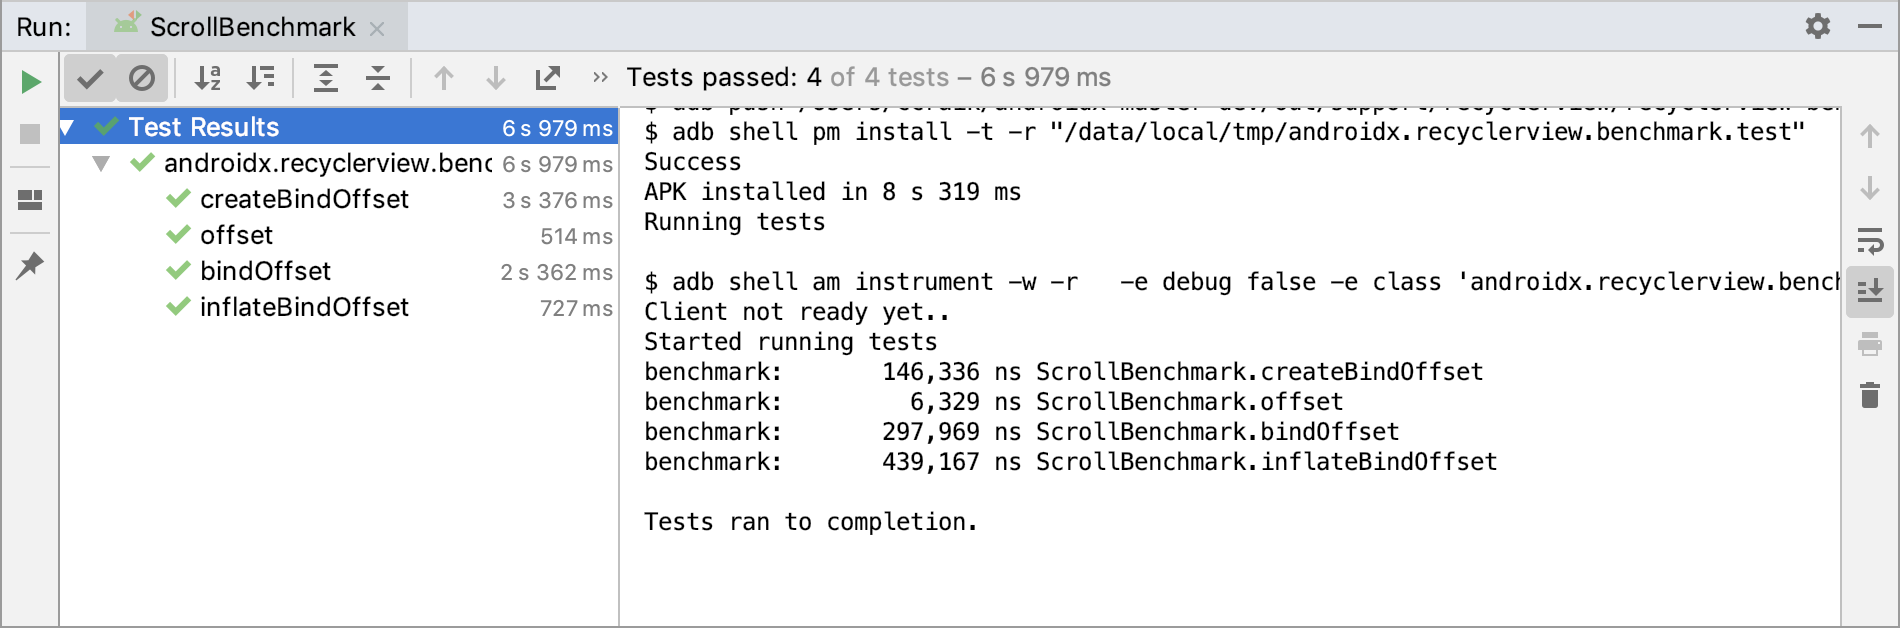 Run: ScrollBenchmark
Tests passed: 4 of 4 tests – 6 s 979 ms
Test Results 6 s 979 ms
androidx.recyclerview.benc 6 s 979 ms
createBindOffset 3 s 376 ms
offset 514 ms
bindOffset 2 s 362 ms
inflateBindOffset 727 ms
$ adb shell pm install -t -r "/data/local/tmp/androidx.recyclerview.benchmark.test"
Success
APK installed in 8 s 319 ms
Running tests
$ adb shell am instrument -w -r   -e debug false -e class 'androidx.recyclerview.bench
Client not ready yet..
Started running tests
benchmark:       146,336 ns ScrollBenchmark.createBindOffset
benchmark:         6,329 ns ScrollBenchmark.offset
benchmark:       297,969 ns ScrollBenchmark.bindOffset
benchmark:       439,167 ns ScrollBenchmark.inflateBindOffset
Tests ran to completion.